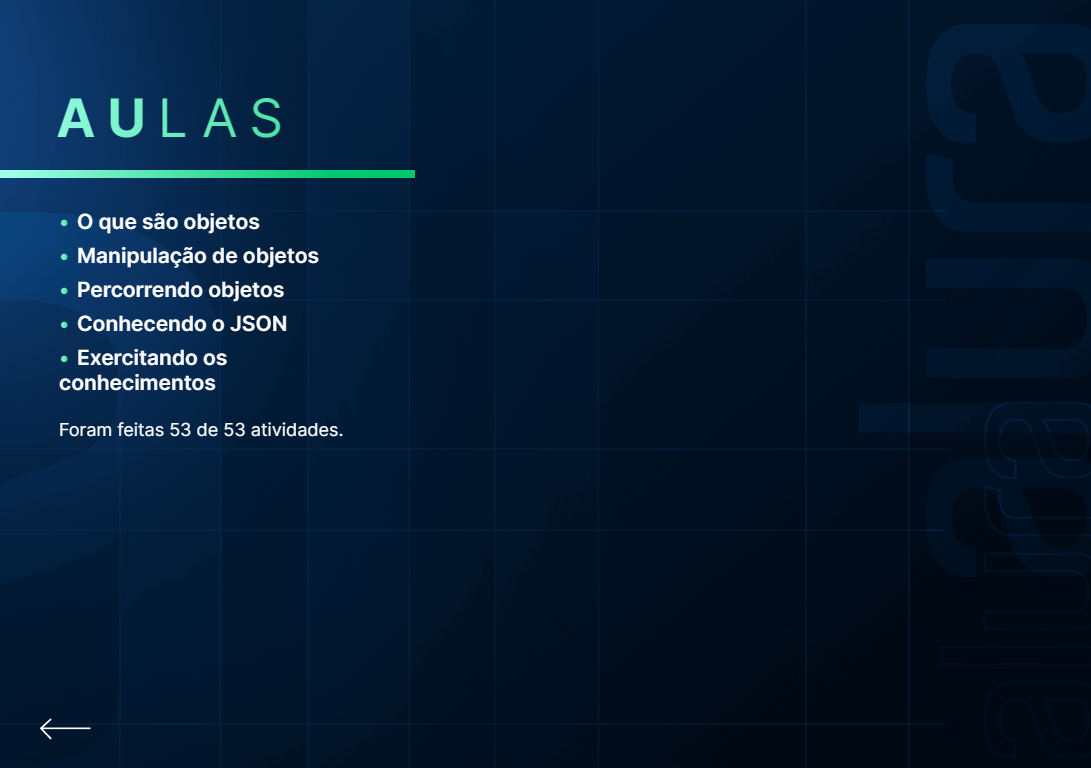 AULAS
• O que são objetos
• Manipulação de objetos
• Percorrendo objetos
• Conhecendo o JSON
• Exercitando os
conhecimentos
Foram feitas 53 de 53 atividades.
alura
alura